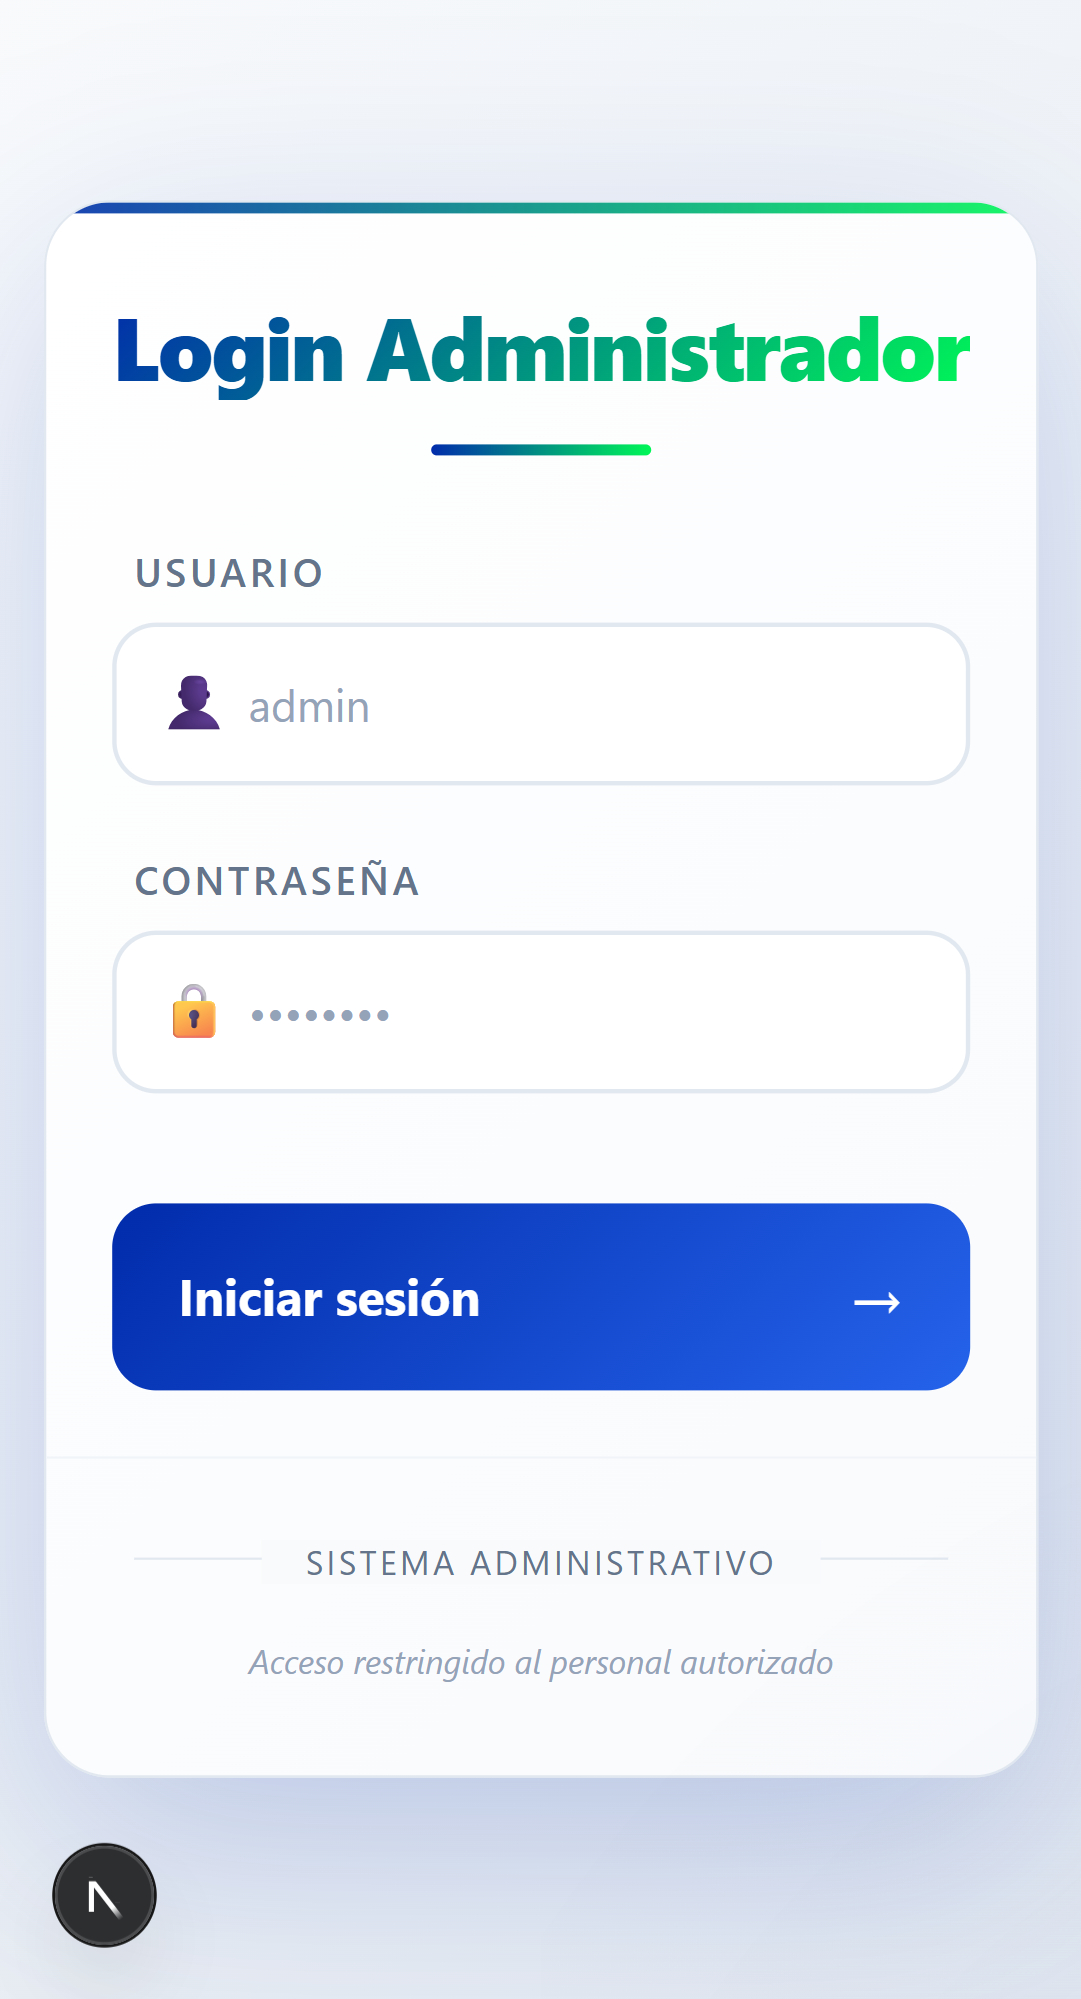 Login Administrador
USUARIO
admin
CONTRASEÑA
••••••••
Iniciar sesión →
SISTEMA ADMINISTRATIVO
Acceso restringido al personal autorizado
N